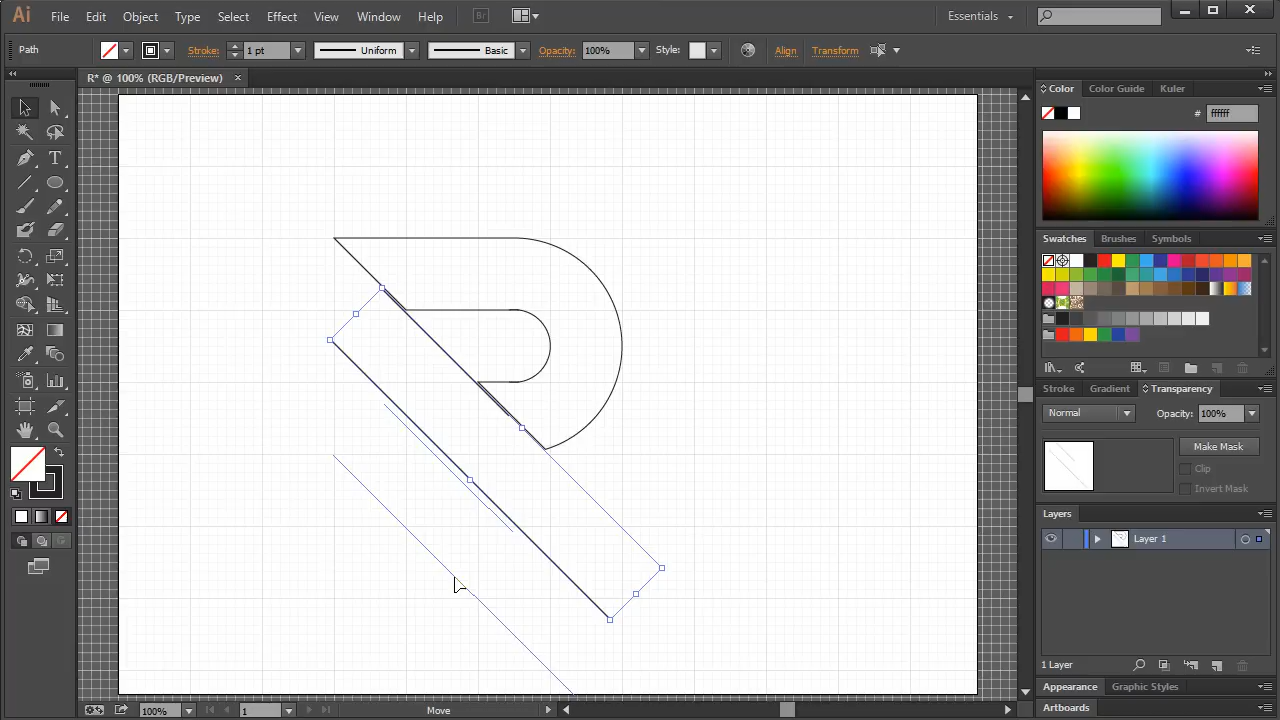 Ai File Edit Object Type Select Effect View Window Help Br Essentials
Path Stroke: 1 pt Uniform Basic Opacity: 100% Style: Align Transform
R* @ 100% (RGB/Preview)
Color Color Guide Kuler
# ffffff
T
Swatches Brushes Symbols
Stroke Gradient Transparency
Normal Opacity: 100%
Make Mask
Clip
Invert Mask
Layers
Layer 1
1 Layer
Appearance Graphic Styles
100% 1 Move Artboards